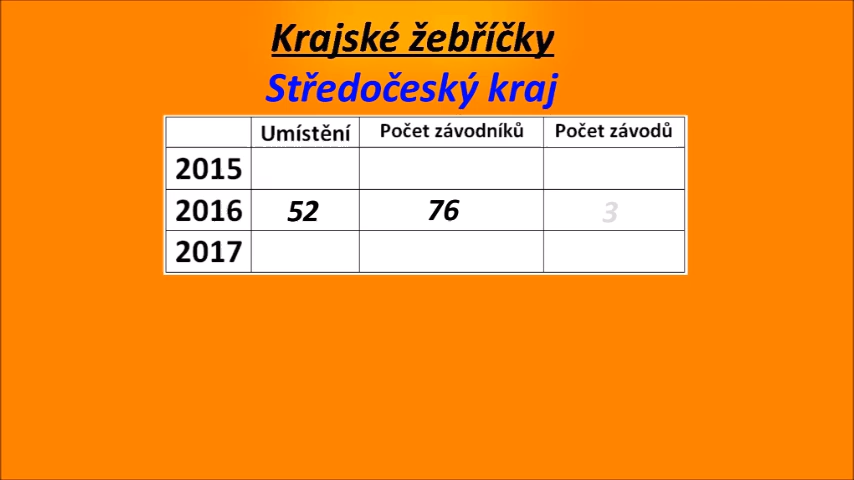 Krajské žebříčky
Středočeský kraj
Umístění Počet závodníků Počet závodů
2015
2016 52 76 3
2017